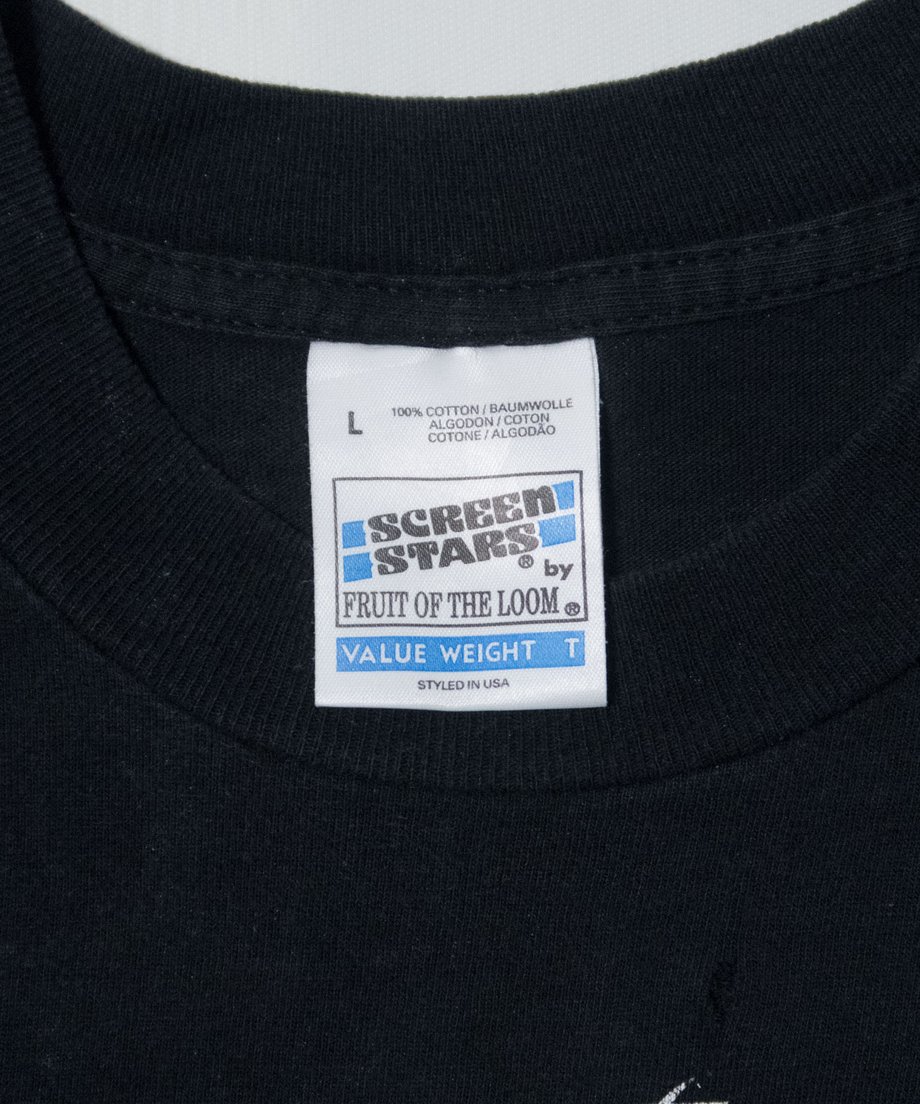 L
100% COTTON / BAUMWOLLE
ALGODON / COTON
COTONE / ALGODÃO
SCREEN
STARS® by
FRUIT OF THE LOOM®
VALUE WEIGHT T
STYLED IN USA